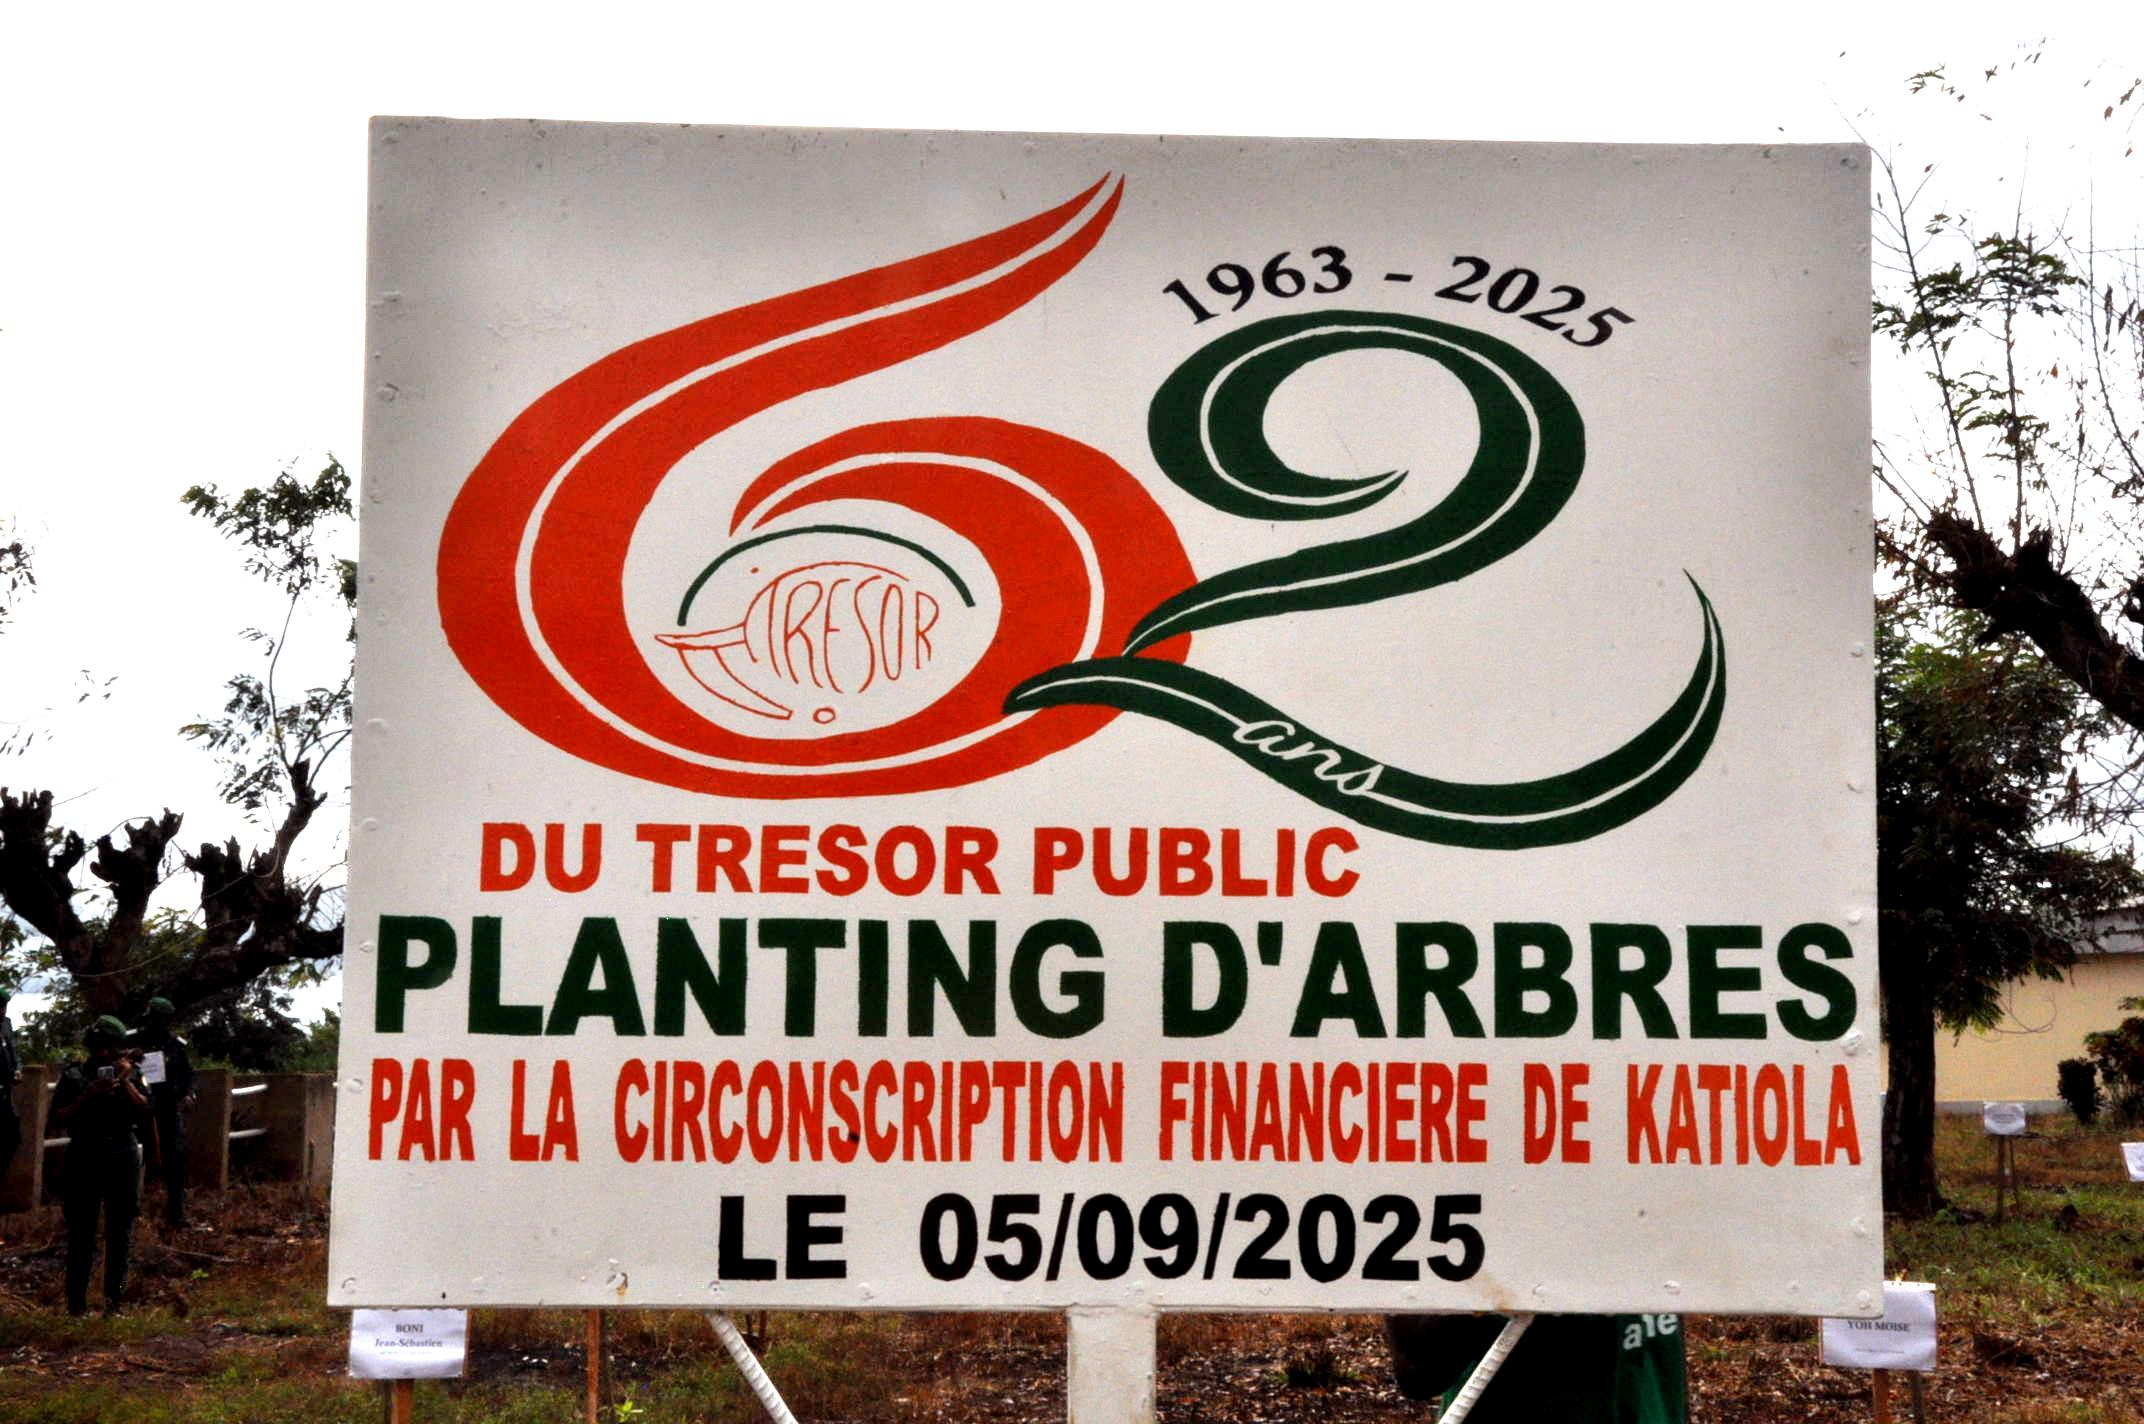 1963 - 2025
62
TRESOR
ans
DU TRESOR PUBLIC
PLANTING D'ARBRES
PAR LA CIRCONSCRIPTION FINANCIERE DE KATIOLA
LE 05/09/2025
BONI
Jean-Sébastien
YOH MOISE